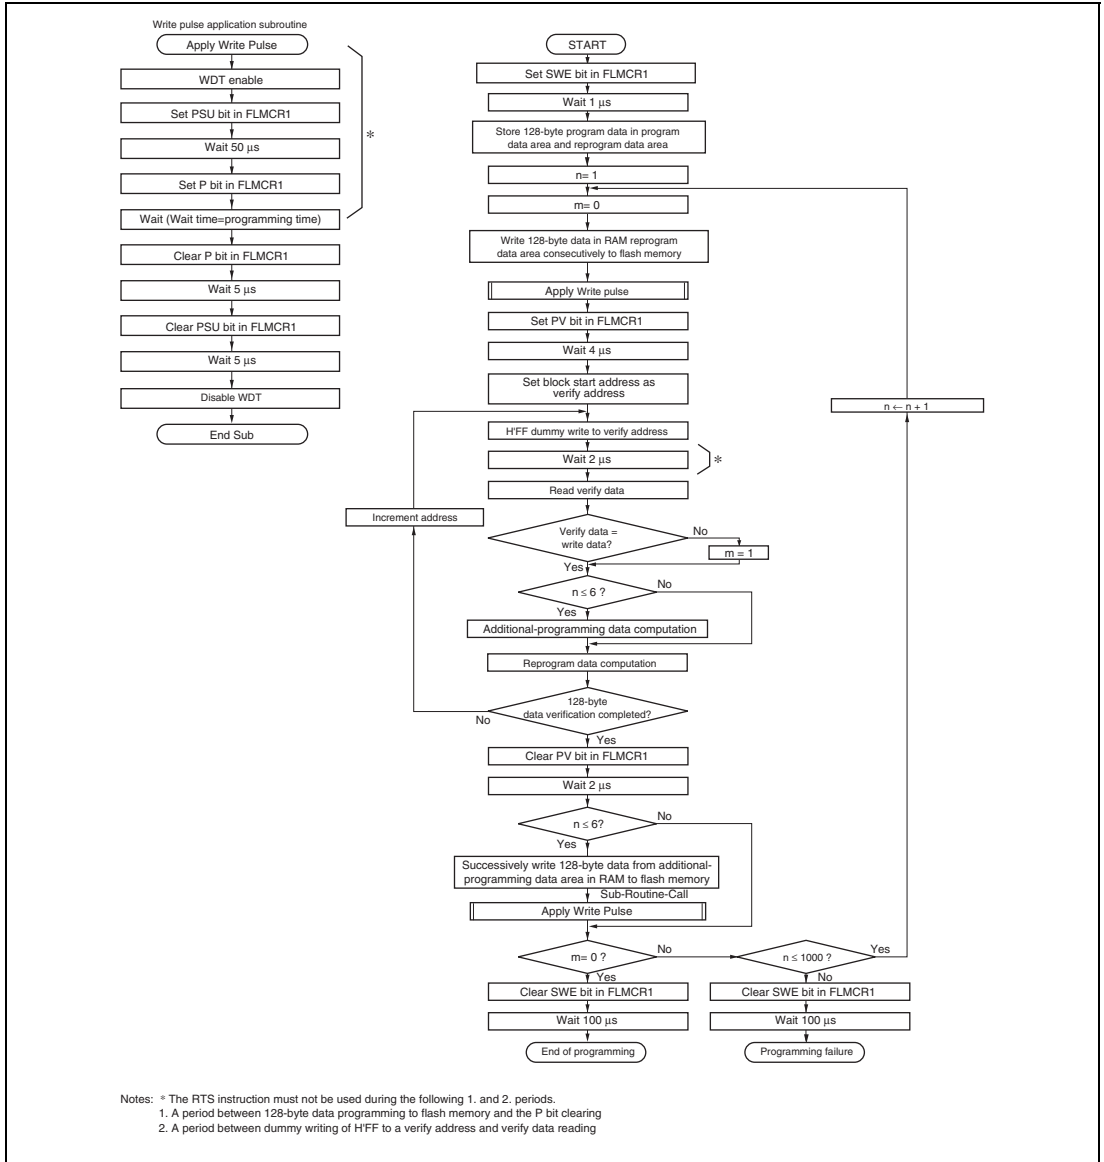 Write pulse application subroutine
Apply Write Pulse
WDT enable
Set PSU bit in FLMCR1
Wait 50 μs
Set P bit in FLMCR1
Wait (Wait time=programming time)
Clear P bit in FLMCR1
Wait 5 μs
Clear PSU bit in FLMCR1
Wait 5 μs
Disable WDT
End Sub
*
START
Set SWE bit in FLMCR1
Wait 1 μs
Store 128-byte program data in program
data area and reprogram data area
n= 1
m= 0
Write 128-byte data in RAM reprogram
data area consecutively to flash memory
Apply Write pulse
Set PV bit in FLMCR1
Wait 4 μs
Set block start address as
verify address
n ← n + 1
H'FF dummy write to verify address
Wait 2 μs
*
Read verify data
Increment address
Verify data =
write data?
No
m = 1
Yes
n ≤ 6 ?
No
Yes
Additional-programming data computation
Reprogram data computation
128-byte
data verification completed?
No
Yes
Clear PV bit in FLMCR1
Wait 2 μs
n ≤ 6?
No
Yes
Successively write 128-byte data from additional-
programming data area in RAM to flash memory
Sub-Routine-Call
Apply Write Pulse
m= 0 ?
No
n ≤ 1000 ?
Yes
Yes
No
Clear SWE bit in FLMCR1
Clear SWE bit in FLMCR1
Wait 100 μs
Wait 100 μs
End of programming
Programming failure
Notes: * The RTS instruction must not be used during the following 1. and 2. periods.
1. A period between 128-byte data programming to flash memory and the P bit clearing
2. A period between dummy writing of H'FF to a verify address and verify data reading